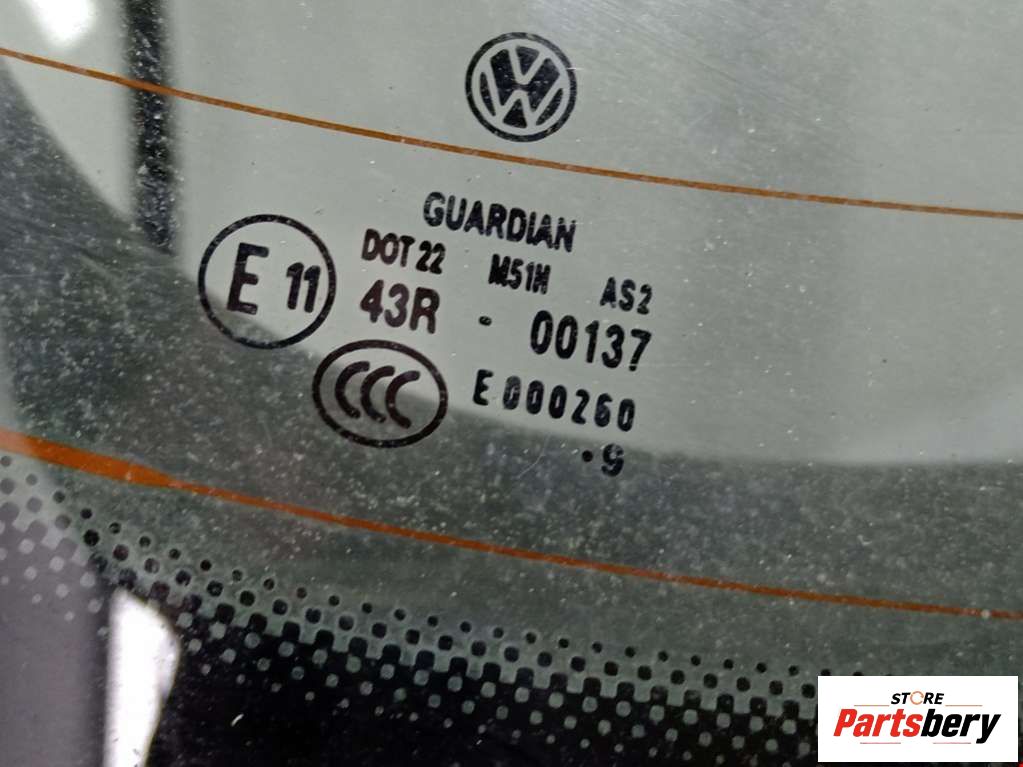 GUARDIAN
DOT 22 M51H AS2
E 11
43R - 00137
CCC
E 000260
.9
STORE
Partsbery